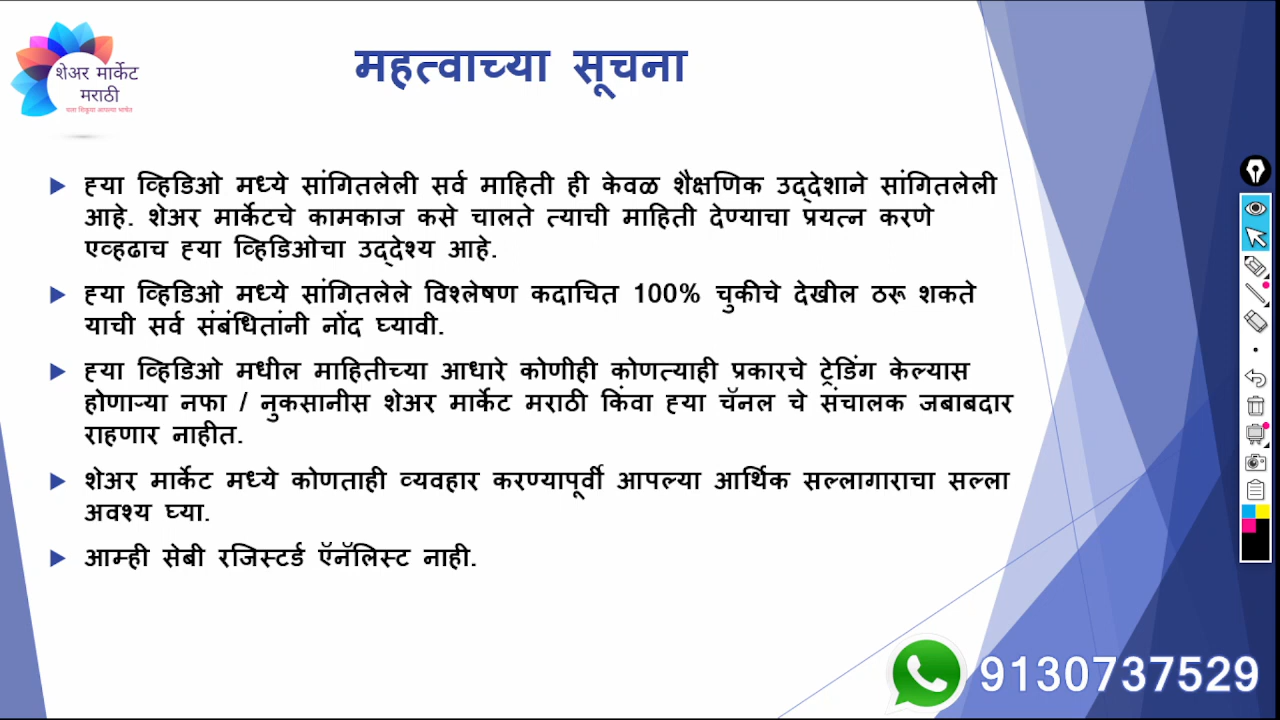 शेअर मार्केट
मराठी
चला शिकुया आपल्या भाषेत
महत्वाच्या सूचना
ह्या व्हिडिओ मध्ये सांगितलेली सर्व माहिती ही केवळ शैक्षणिक उद्देशाने सांगितलेली
आहे. शेअर मार्केटचे कामकाज कसे चालते त्याची माहिती देण्याचा प्रयत्न करणे
एव्हढाच ह्या व्हिडिओचा उद्देश्य आहे.
ह्या व्हिडिओ मध्ये सांगितलेले विश्लेषण कदाचित 100% चुकीचे देखील ठरू शकते
याची सर्व संबंधितांनी नोंद घ्यावी.
ह्या व्हिडिओ मधील माहितीच्या आधारे कोणीही कोणत्याही प्रकारचे ट्रेडिंग केल्यास
होणाऱ्या नफा / नुकसानीस शेअर मार्केट मराठी किंवा ह्या चॅनल चे संचालक जबाबदार
राहणार नाहीत.
शेअर मार्केट मध्ये कोणताही व्यवहार करण्यापूर्वी आपल्या आर्थिक सल्लागाराचा सल्ला
अवश्य घ्या.
आम्ही सेबी रजिस्टर्ड ऍनॅलिस्ट नाही.
9130737529